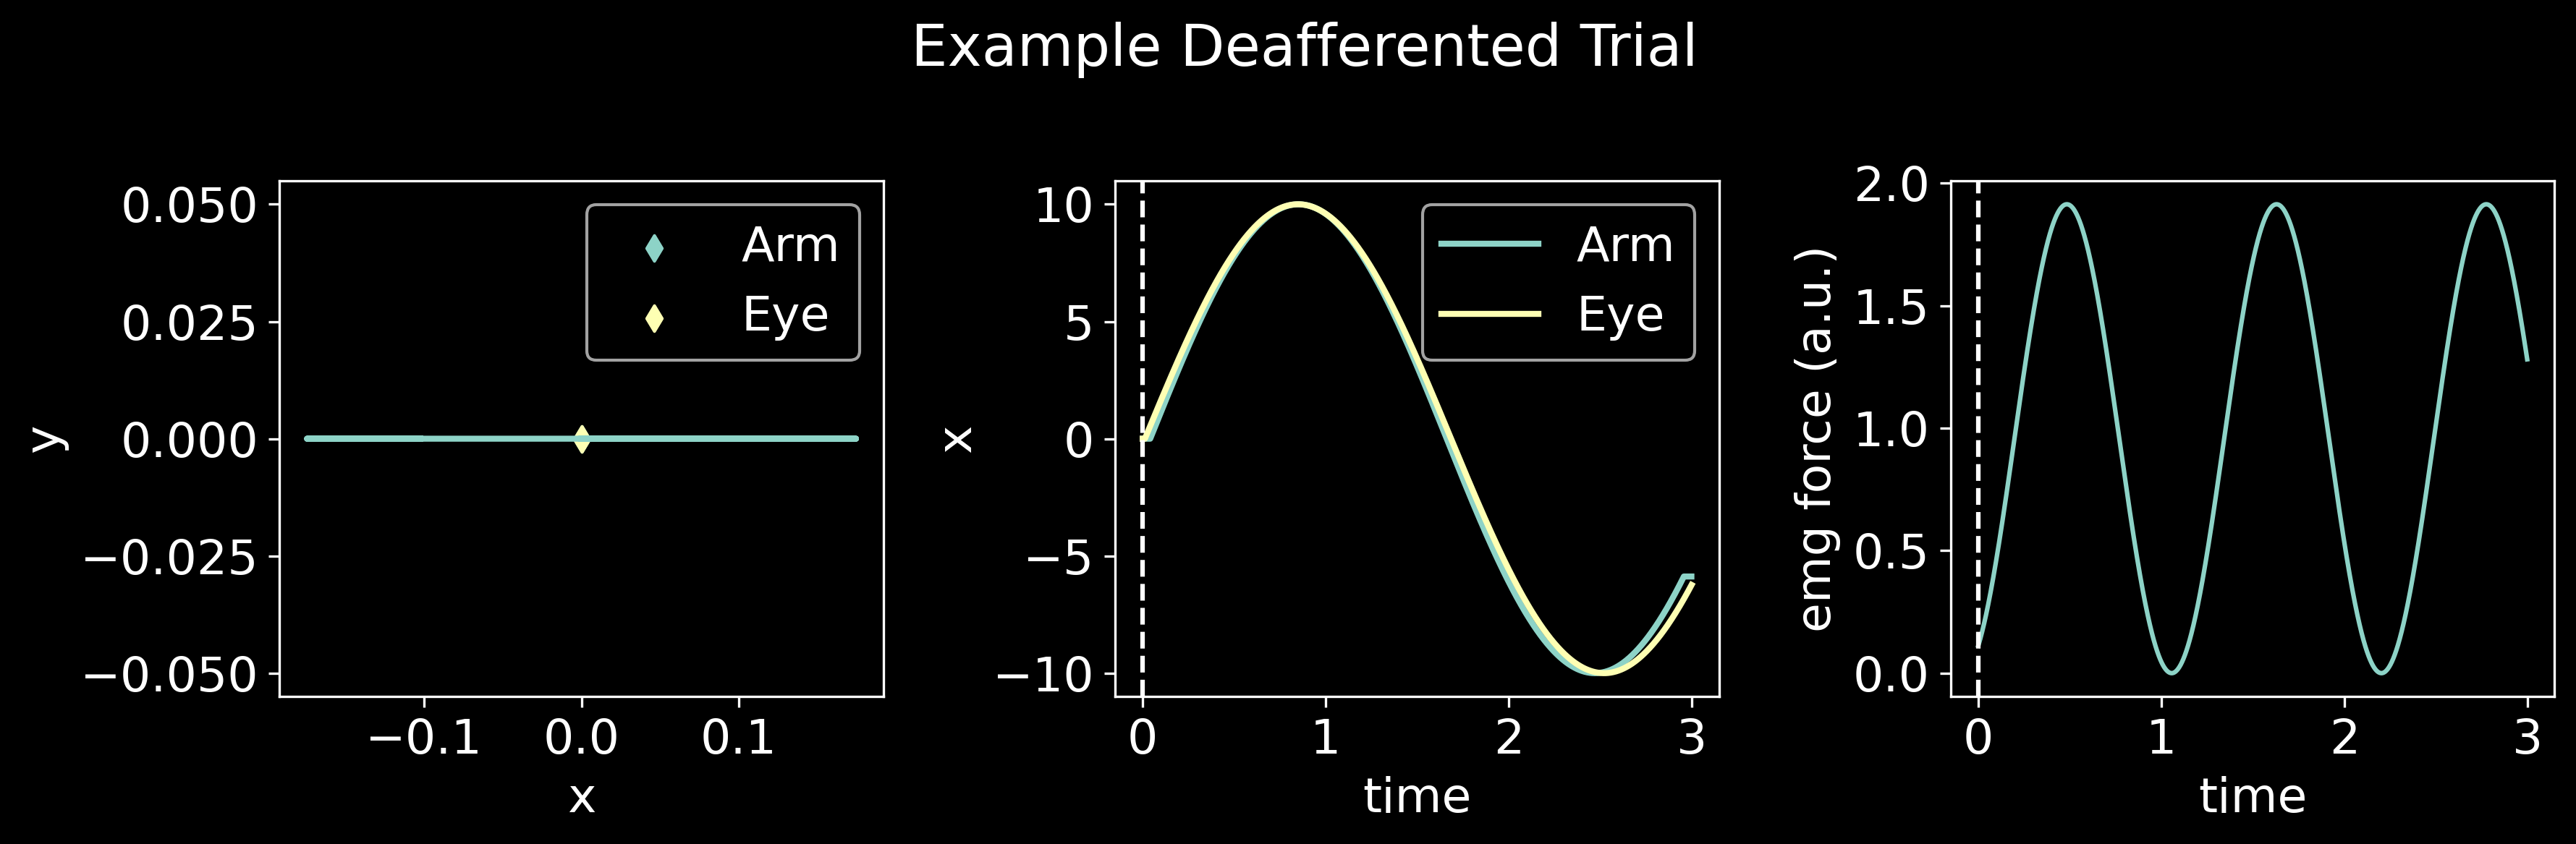 Example Deafferented Trial
0.050
0.025
0.000
−0.025
−0.050
y
−0.1
0.0
0.1
x
Arm
Eye
10
5
0
−5
−10
x
0
1
2
3
time
Arm
Eye
2.0
1.5
1.0
0.5
0.0
emg force (a.u.)
0
1
2
3
time